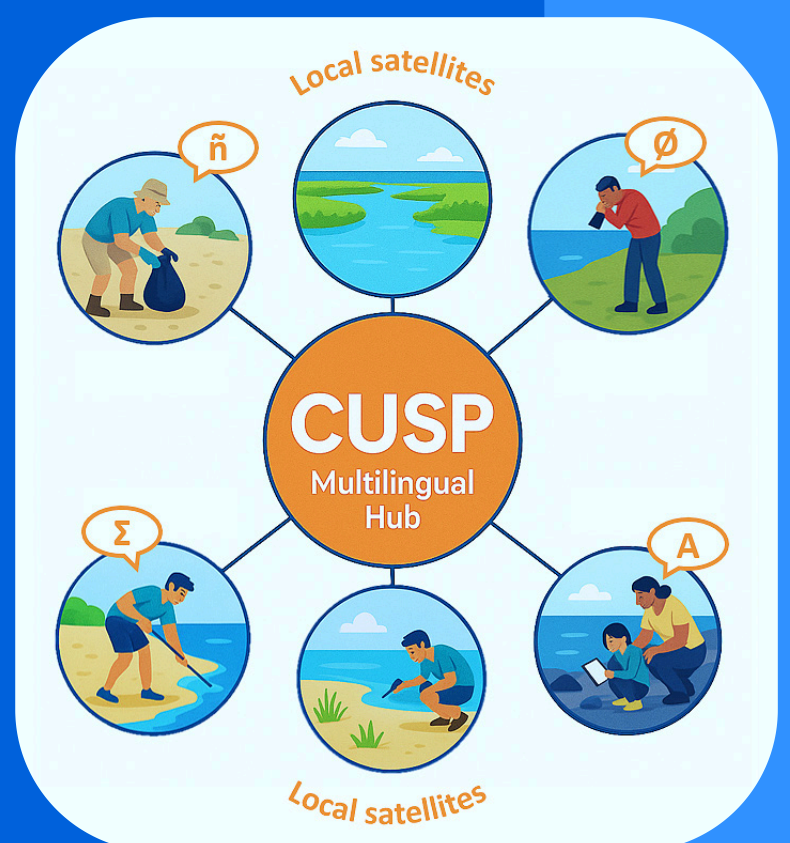 Local satellites
ñ
Ø
CUSP
Multilingual
Hub
Σ
A
Local satellites